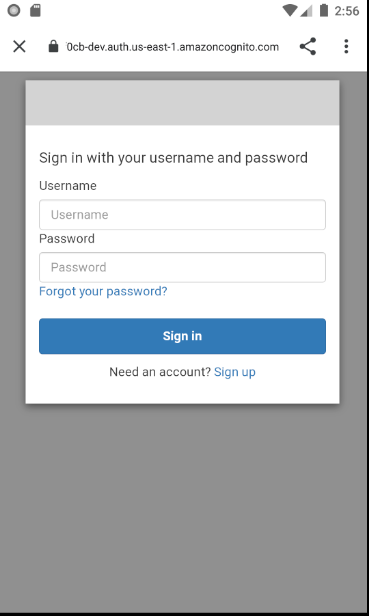 2:56
0cb-dev.auth.us-east-1.amazoncognito.com
Sign in with your username and password
Username
Username
Password
Password
Forgot your password?
Sign in
Need an account? Sign up